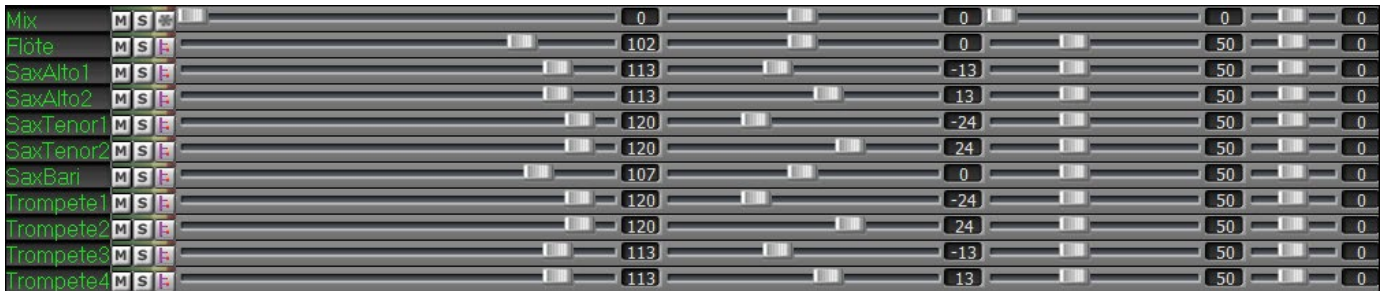 Mix M S 0 0 0 0
Flöte M S 102 0 50 0
SaxAlto1 M S 113 -13 50 0
SaxAlto2 M S 113 13 50 0
SaxTenor1 M S 120 -24 50 0
SaxTenor2 M S 120 24 50 0
SaxBari M S 107 0 50 0
Trompete1 M S 120 -24 50 0
Trompete2 M S 120 24 50 0
Trompete3 M S 113 -13 50 0
Trompete4 M S 113 13 50 0